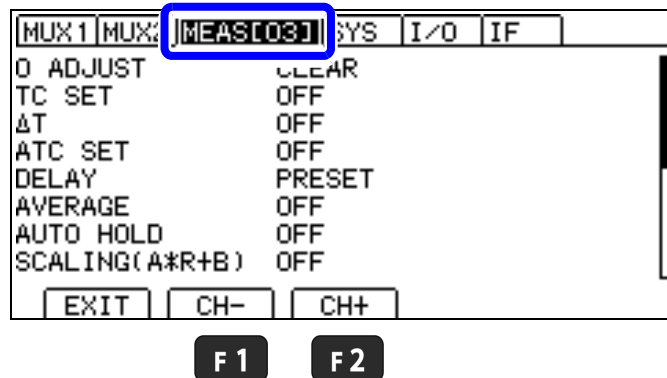 MUX1 MUX2 MEAS[03] SYS I/O IF
0 ADJUST CLEAR
TC SET OFF
ΔT OFF
ATC SET OFF
DELAY PRESET
AVERAGE OFF
AUTO HOLD OFF
SCALING(A*R+B) OFF
EXIT CH- CH+
F1 F2